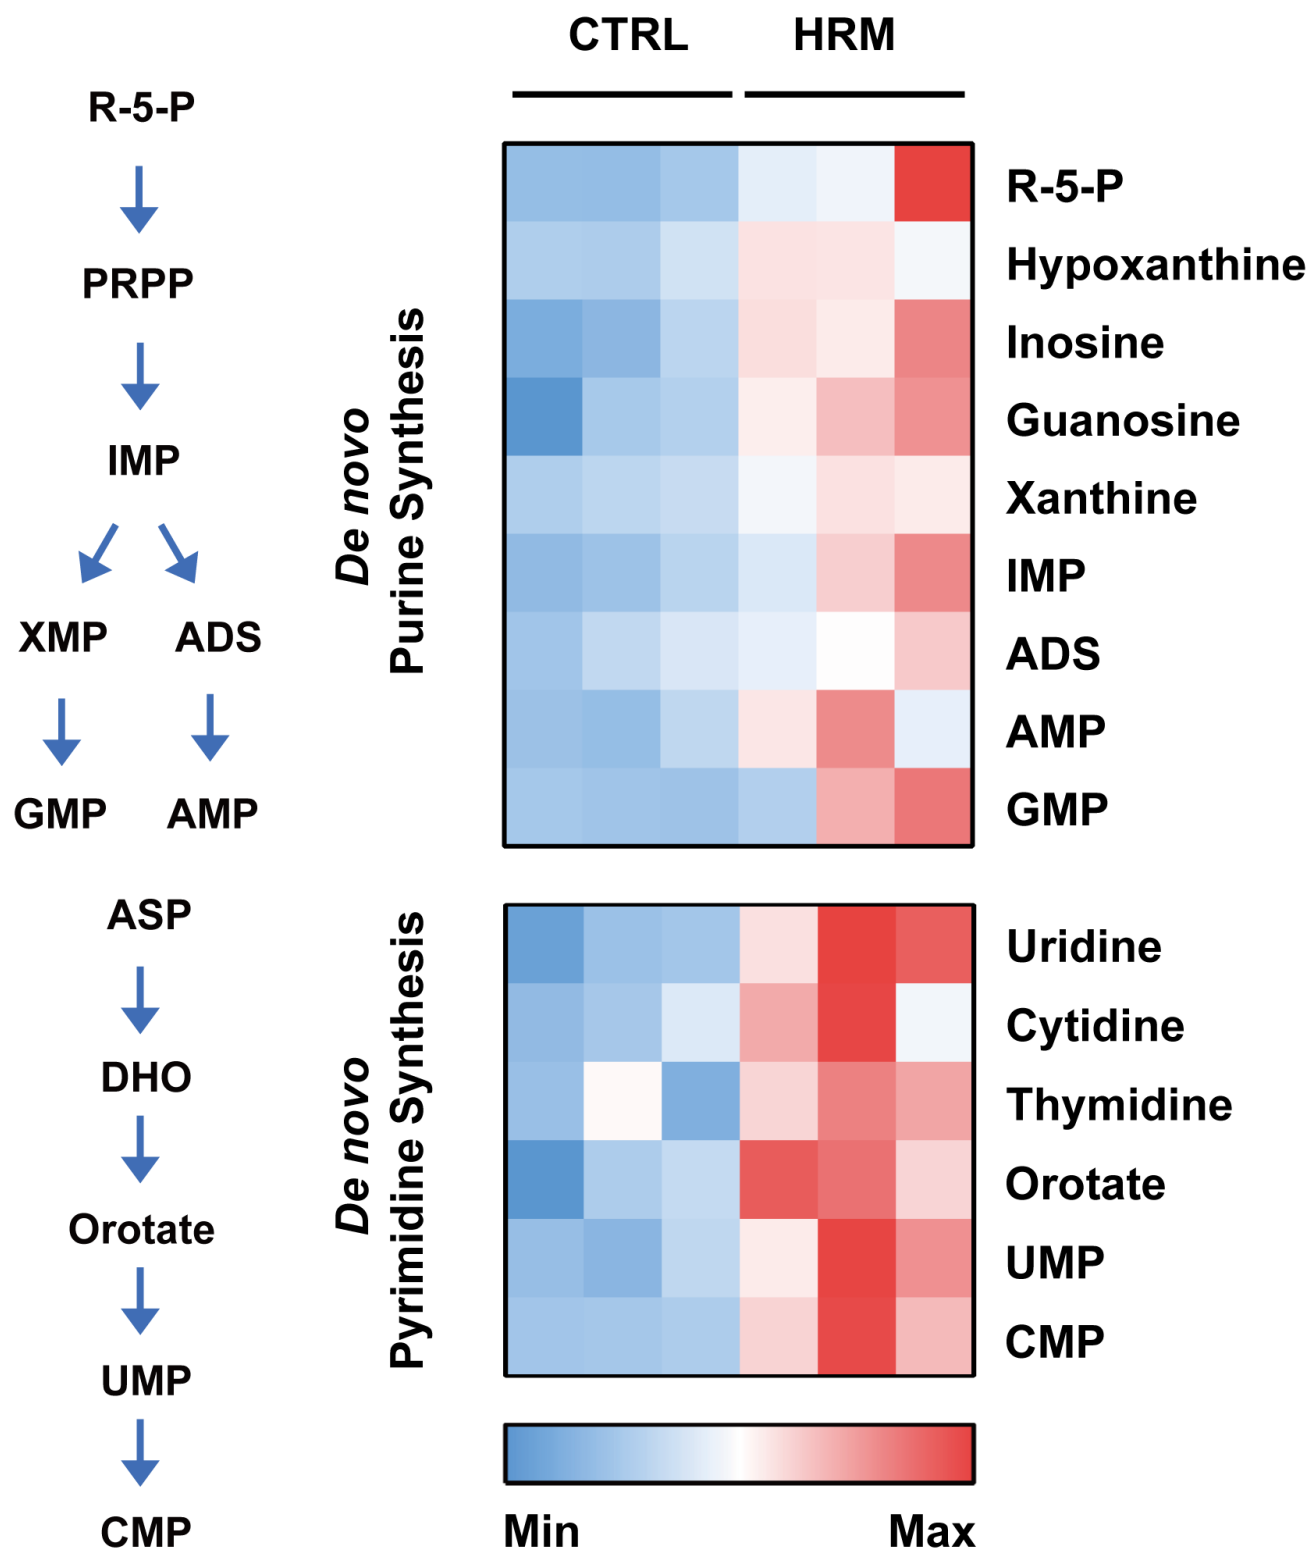 CTRL HRM
R-5-P
PRPP
IMP
XMP ADS
GMP AMP
De novo
Purine Synthesis
R-5-P
Hypoxanthine
Inosine
Guanosine
Xanthine
IMP
ADS
AMP
GMP
ASP
DHO
Orotate
UMP
CMP
De novo
Pyrimidine Synthesis
Uridine
Cytidine
Thymidine
Orotate
UMP
CMP
Min Max